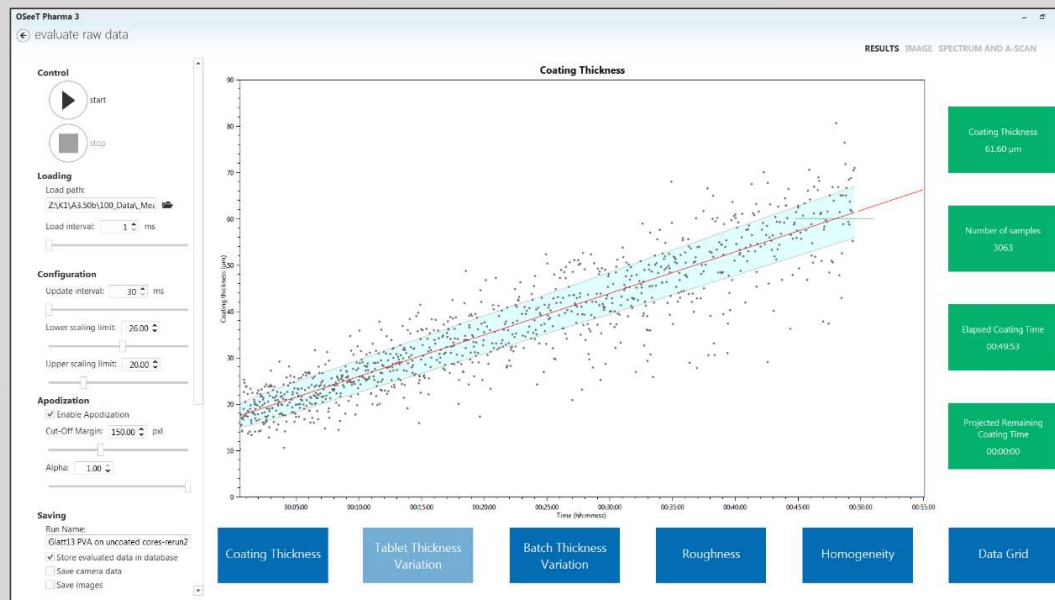 OSeeT Pharma 3
evaluate raw data
RESULTS IMAGE SPECTRUM AND A-SCAN
Control
start
stop
Loading
Load path:
Z:\K1\A3.50b\100_Data\_Mea
Load interval: 1 ms
Configuration
Update interval: 30 ms
Lower scaling limit: 26.00
Upper scaling limit: 20.00
Apodization
Enable Apodization
Cut-Off Margin: 150.00 pxl
Alpha: 1.00
Saving
Run Name:
Glatt13 PVA on uncoated cores-rerun2
Store evaluated data in database
Save camera data
Save images
Coating Thickness
Coating thickness (µm)
90
80
70
60
50
40
30
20
10
0
00:05:00 00:10:00 00:15:00 00:20:00 00:25:00 00:30:00 00:35:00 00:40:00 00:45:00 00:50:00 00:55:00
Time (hh:mm:ss)
Coating Thickness
61.60 µm
Number of samples
3063
Elapsed Coating Time
00:49:53
Projected Remaining
Coating Time
00:00:00
Coating Thickness
Tablet Thickness
Variation
Batch Thickness
Variation
Roughness
Homogeneity
Data Grid